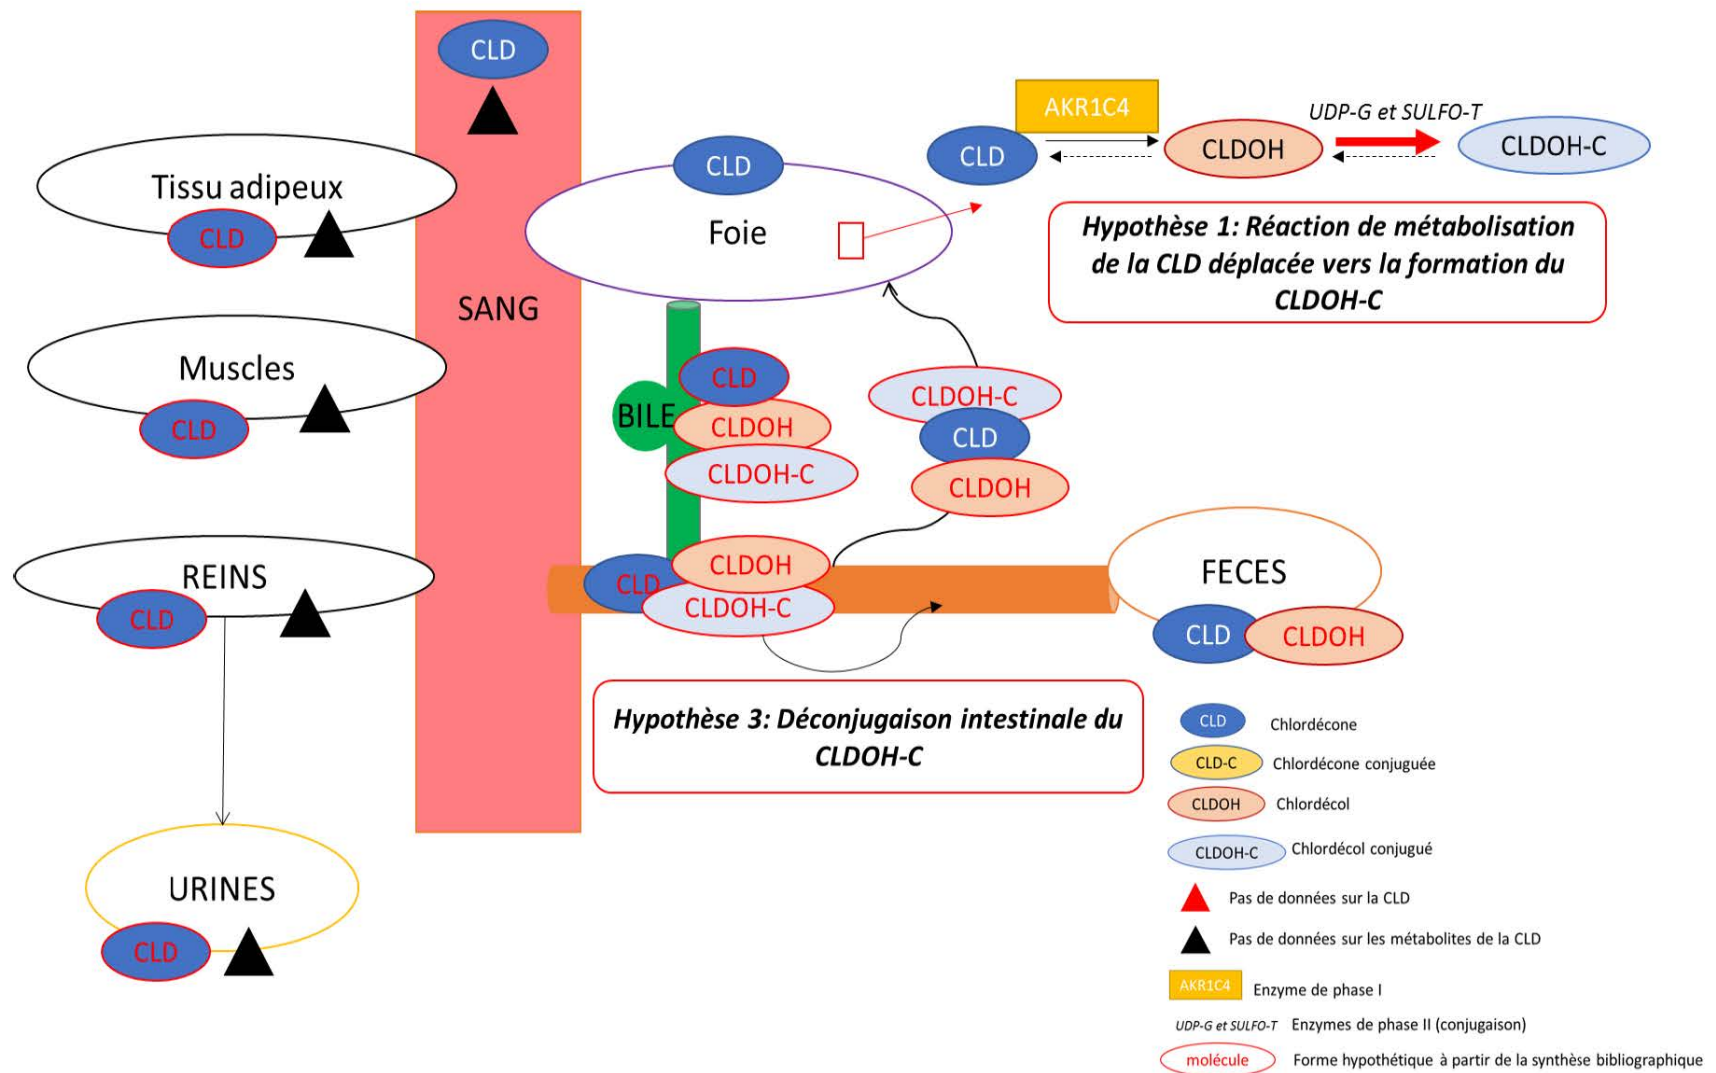 CLD
AKR1C4
UDP-G et SULFO-T
CLD
CLDOH
CLDOH-C
Tissu adipeux
CLD
CLD
Foie
Hypothèse 1: Réaction de métabolisation
de la CLD déplacée vers la formation du
CLDOH-C
SANG
Muscles
CLD
BILE
CLD
CLDOH
CLDOH-C
CLDOH-C
CLD
CLDOH
REINS
CLD
CLD
CLDOH
CLDOH-C
FECES
CLD
CLDOH
Hypothèse 3: Déconjugaison intestinale du
CLDOH-C
URINES
CLD
CLD Chlordécone
CLD-C Chlordécone conjuguée
CLDOH Chlordécol
CLDOH-C Chlordécol conjugué
Pas de données sur la CLD
Pas de données sur les métabolites de la CLD
AKR1C4 Enzyme de phase I
UDP-G et SULFO-T Enzymes de phase II (conjugaison)
molécule Forme hypothétique à partir de la synthèse bibliographique